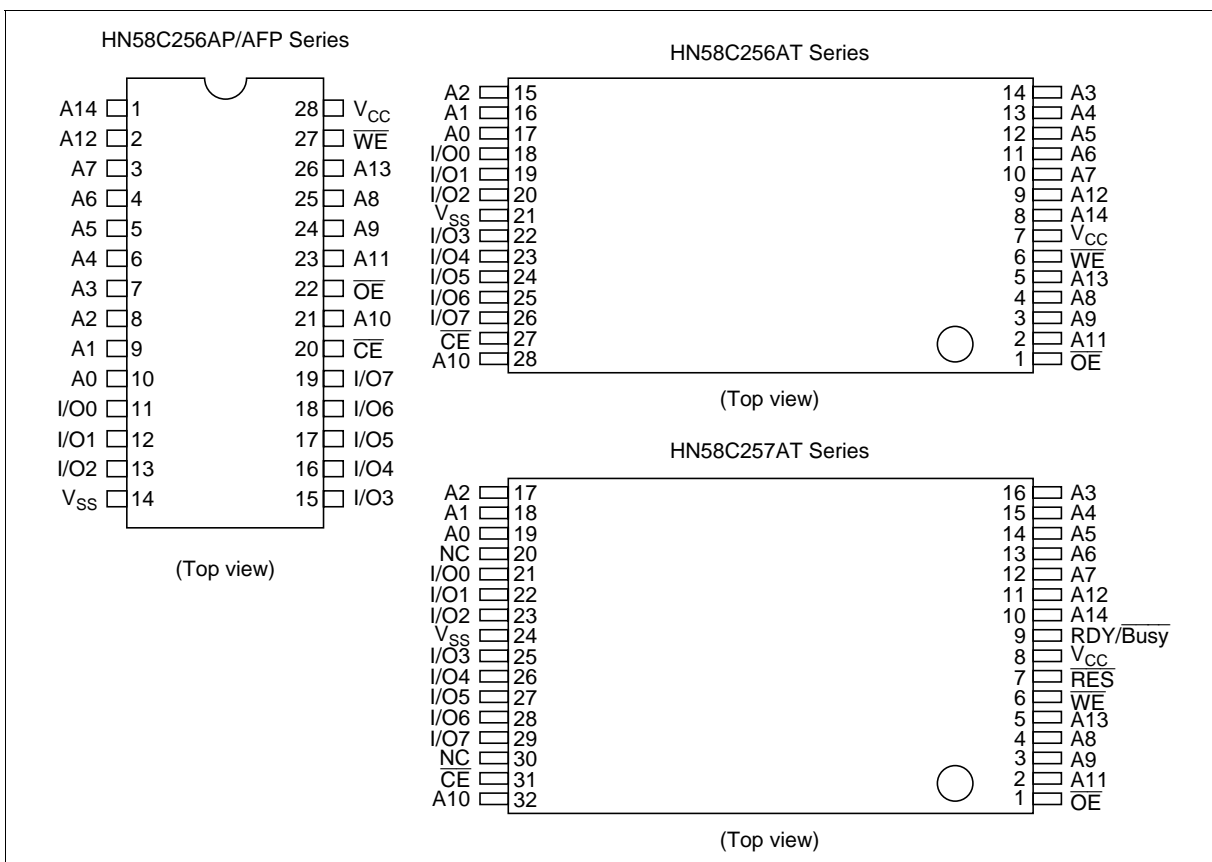 HN58C256AP/AFP Series
A14 1 28 VCC
A12 2 27 WE
A7 3 26 A13
A6 4 25 A8
A5 5 24 A9
A4 6 23 A11
A3 7 22 OE
A2 8 21 A10
A1 9 20 CE
A0 10 19 I/O7
I/O0 11 18 I/O6
I/O1 12 17 I/O5
I/O2 13 16 I/O4
VSS 14 15 I/O3
(Top view)
HN58C256AT Series
A2 15 14 A3
A1 16 13 A4
A0 17 12 A5
I/O0 18 11 A6
I/O1 19 10 A7
I/O2 20 9 A12
VSS 21 8 A14
I/O3 22 7 VCC
I/O4 23 6 WE
I/O5 24 5 A13
I/O6 25 4 A8
I/O7 26 3 A9
CE 27 2 A11
A10 28 1 OE
(Top view)
HN58C257AT Series
A2 17 16 A3
A1 18 15 A4
A0 19 14 A5
NC 20 13 A6
I/O0 21 12 A7
I/O1 22 11 A12
I/O2 23 10 A14
VSS 24 9 RDY/Busy
I/O3 25 8 VCC
I/O4 26 7 RES
I/O5 27 6 WE
I/O6 28 5 A13
I/O7 29 4 A8
NC 30 3 A9
CE 31 2 A11
A10 32 1 OE
(Top view)